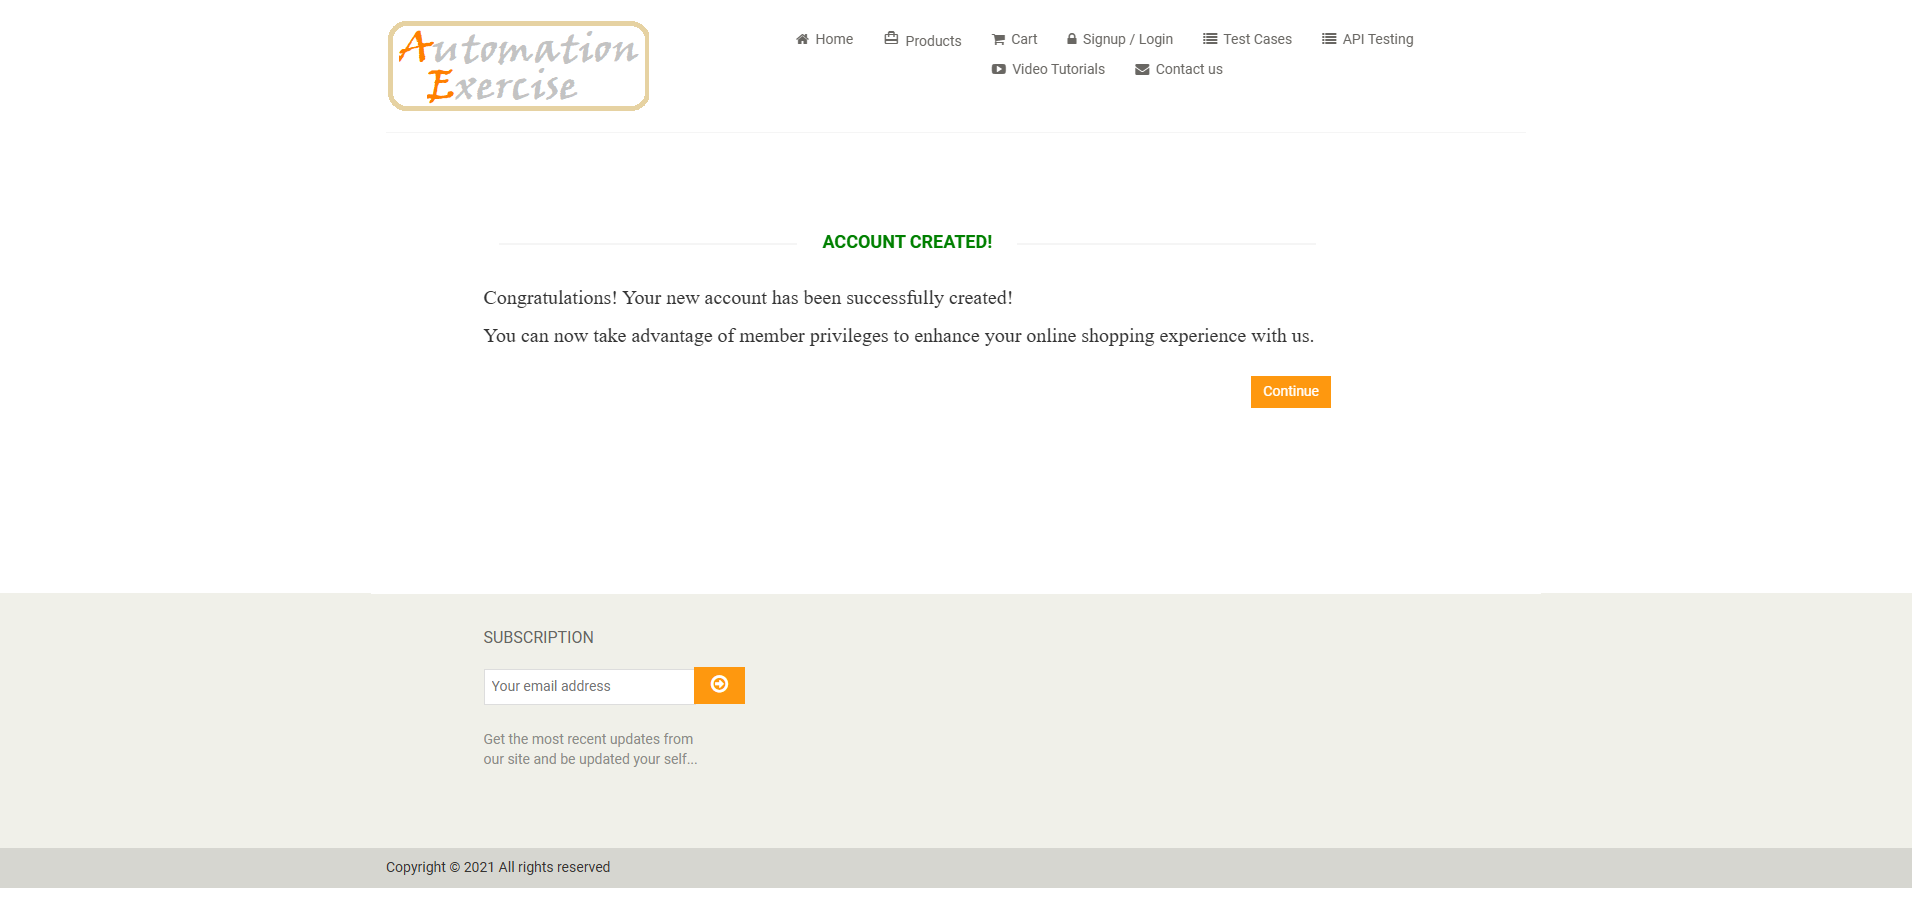 Automation
Exercise
Home Products Cart Signup / Login Test Cases API Testing
Video Tutorials Contact us
ACCOUNT CREATED!
Congratulations! Your new account has been successfully created!
You can now take advantage of member privileges to enhance your online shopping experience with us.
Continue
SUBSCRIPTION
Your email address
Get the most recent updates from
our site and be updated your self...
Copyright © 2021 All rights reserved